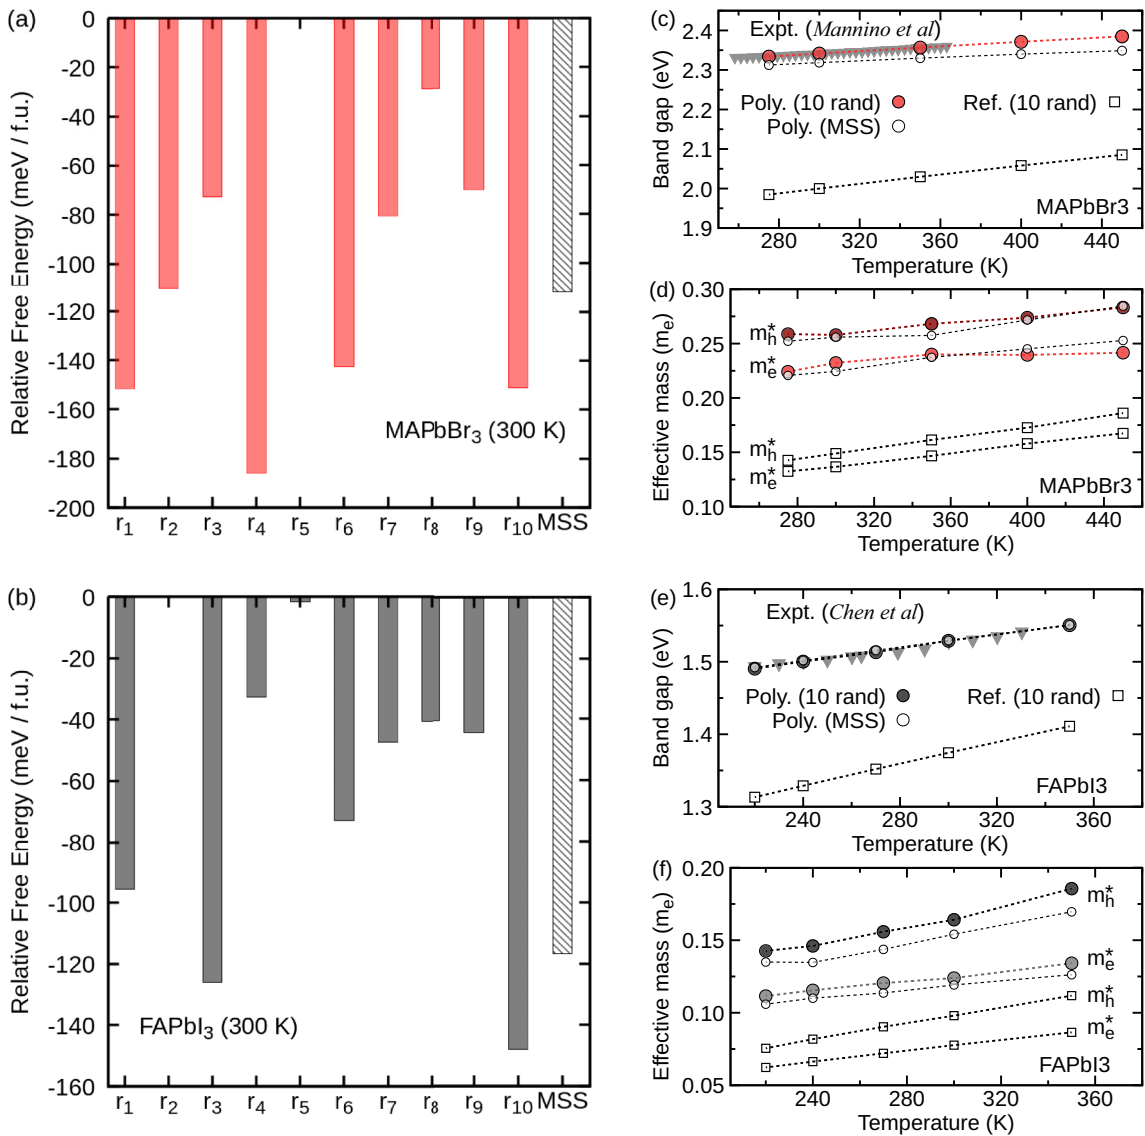 (a)
Relative Free Energy (meV / f.u.)
0
-20
-40
-60
-80
-100
-120
-140
-160
-180
-200
MAPbBr3 (300 K)
r1 r2 r3 r4 r5 r6 r7 r8 r9 r10 MSS
(b)
Relative Free Energy (meV / f.u.)
0
-20
-40
-60
-80
-100
-120
-140
-160
FAPbI3 (300 K)
r1 r2 r3 r4 r5 r6 r7 r8 r9 r10 MSS
(c)
Band gap (eV)
2.4
2.3
2.2
2.1
2.0
1.9
Expt. (Mannino et al)
Poly. (10 rand) Ref. (10 rand)
Poly. (MSS)
MAPbBr3
280 320 360 400 440
Temperature (K)
(d)
Effective mass (me)
0.30
0.25
0.20
0.15
0.10
m*h
m*e
m*h
m*e
MAPbBr3
280 320 360 400 440
Temperature (K)
(e)
Band gap (eV)
1.6
1.5
1.4
1.3
Expt. (Chen et al)
Poly. (10 rand) Ref. (10 rand)
Poly. (MSS)
FAPbI3
240 280 320 360
Temperature (K)
(f)
Effective mass (me)
0.20
0.15
0.10
0.05
m*h
m*e
m*h
m*e
FAPbI3
240 280 320 360
Temperature (K)